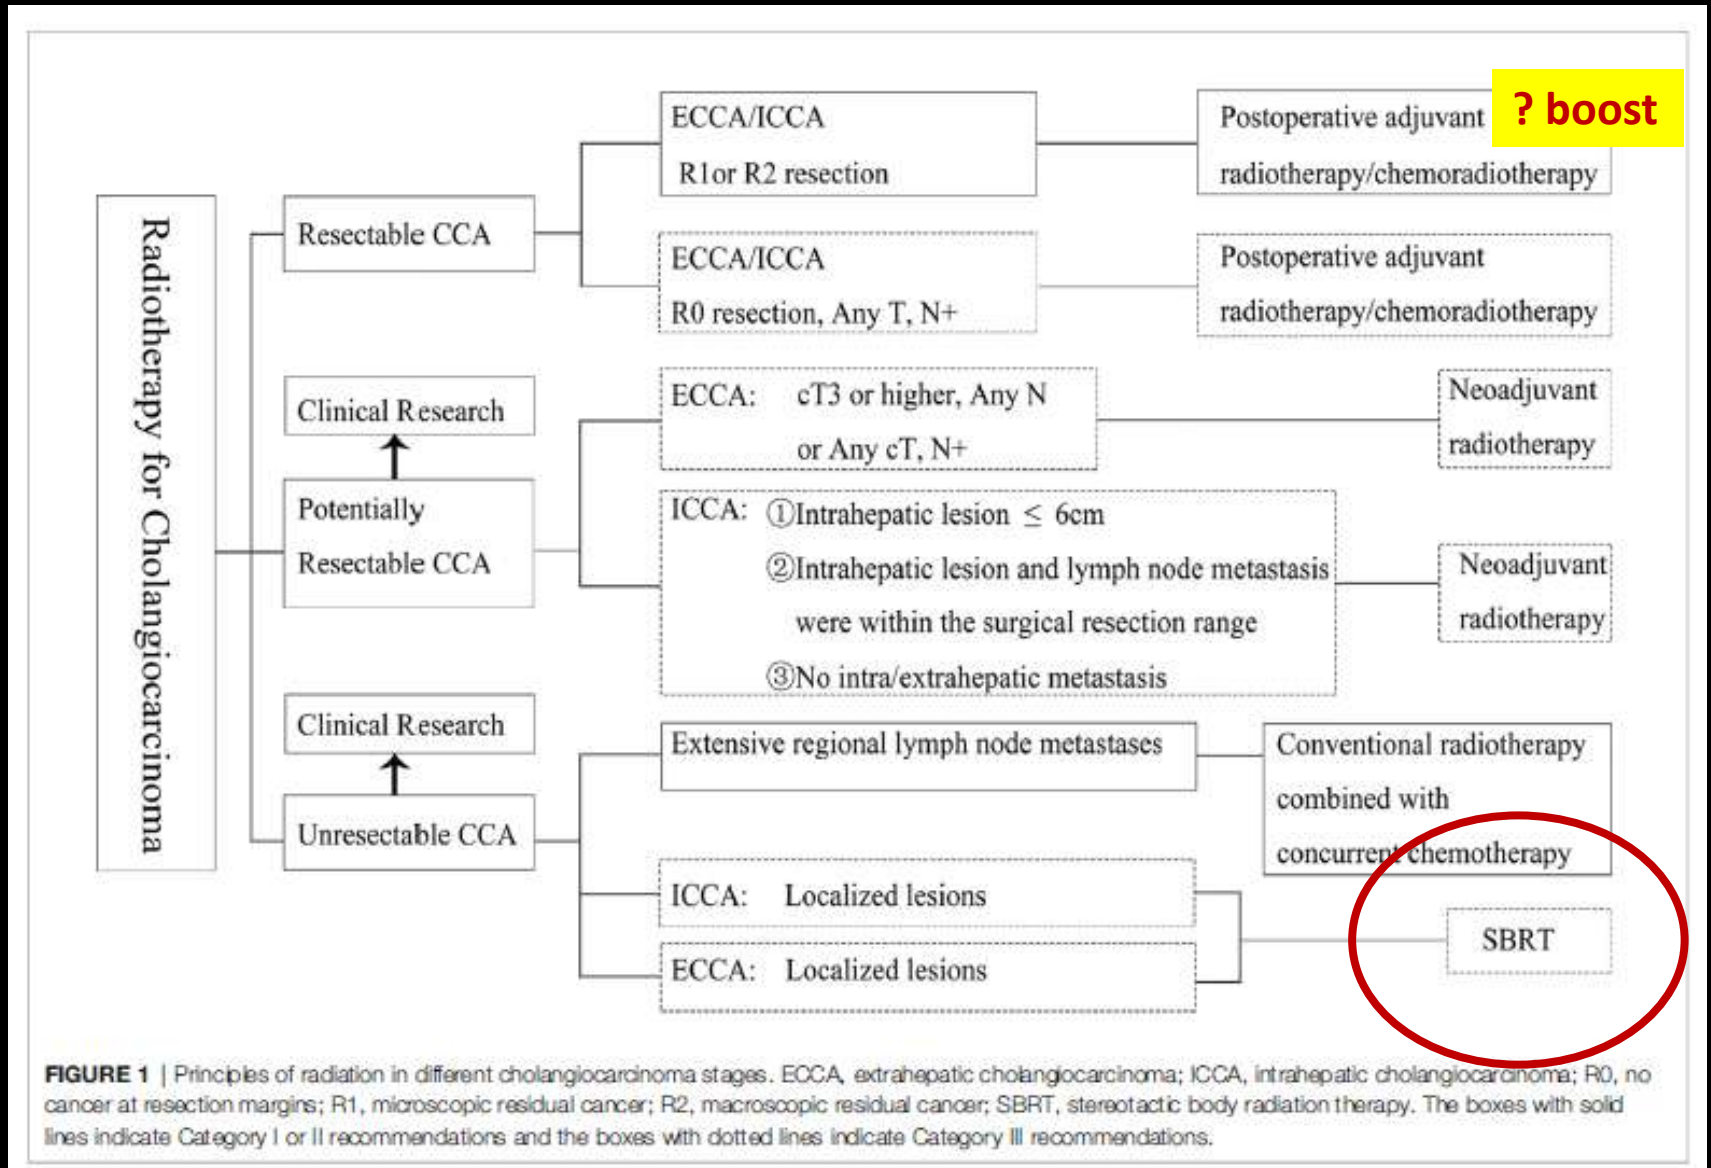 Radiotherapy for Cholangiocarcinoma
Resectable CCA
ECCA/ICCA
R1or R2 resection
Postoperative adjuvant
radiotherapy/chemoradiotherapy
? boost
ECCA/ICCA
R0 resection, Any T, N+
Postoperative adjuvant
radiotherapy/chemoradiotherapy
Clinical Research
Potentially
Resectable CCA
ECCA: cT3 or higher, Any N
or Any cT, N+
Neoadjuvant
radiotherapy
ICCA: ①Intrahepatic lesion ≤ 6cm
②Intrahepatic lesion and lymph node metastasis
were within the surgical resection range
③No intra/extrahepatic metastasis
Neoadjuvant
radiotherapy
Clinical Research
Unresectable CCA
Extensive regional lymph node metastases
Conventional radiotherapy
combined with
concurrent chemotherapy
ICCA: Localized lesions
ECCA: Localized lesions
SBRT
FIGURE 1 | Principles of radiation in different cholangiocarcinoma stages. ECCA, extrahepatic cholangiocarcinoma; ICCA, intrahepatic cholangiocarcinoma; R0, no
cancer at resection margins; R1, microscopic residual cancer; R2, macroscopic residual cancer; SBRT, stereotactic body radiation therapy. The boxes with solid
lines indicate Category I or II recommendations and the boxes with dotted lines indicate Category III recommendations.